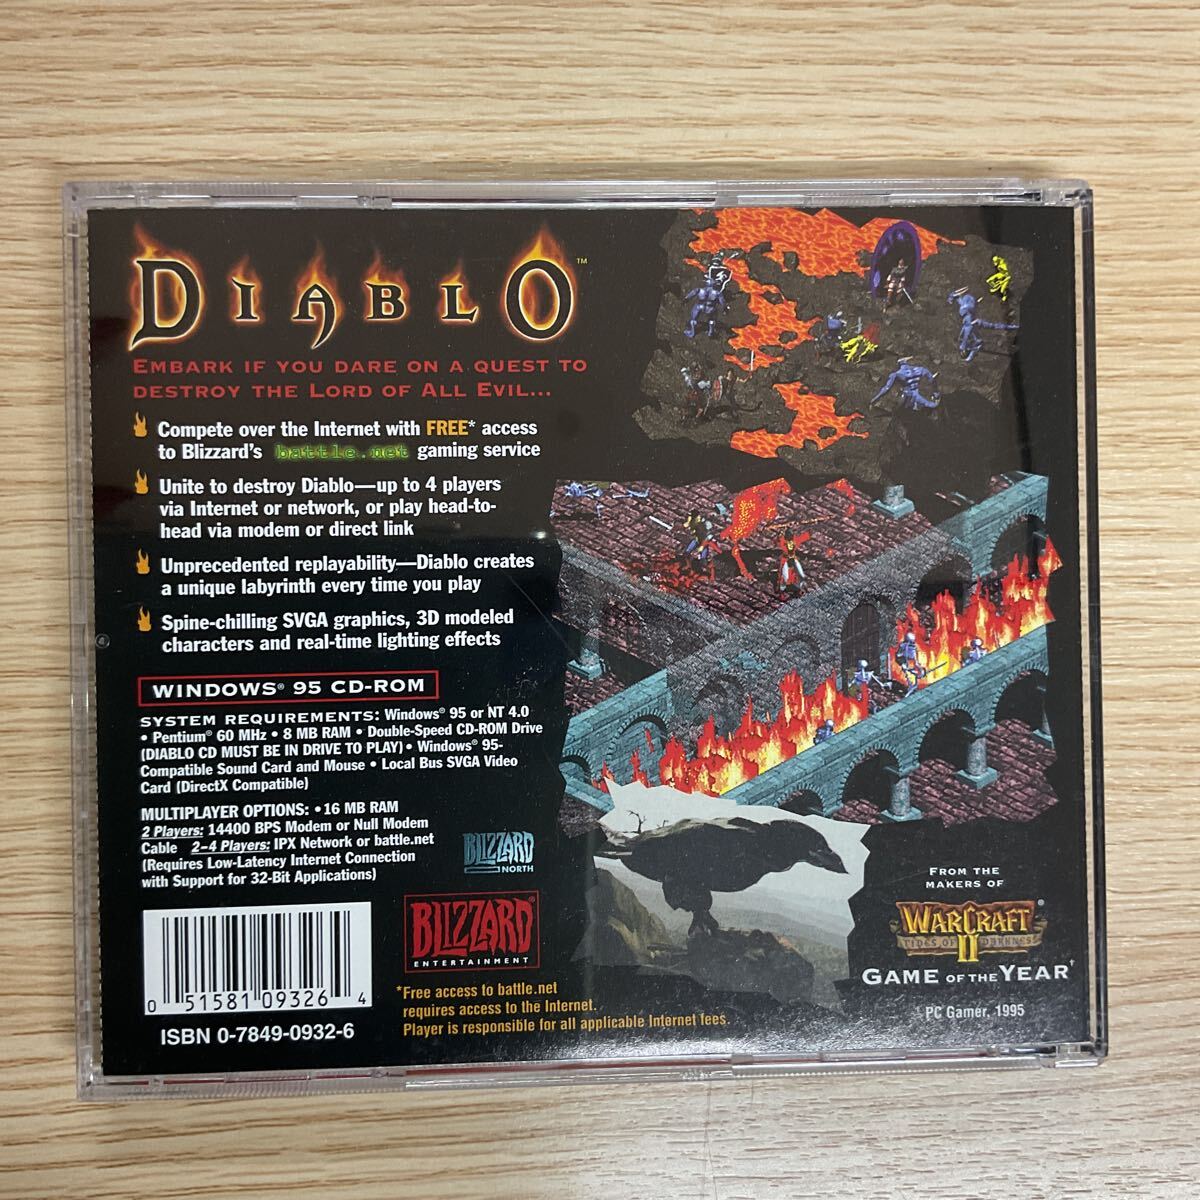 DIABLO™
EMBARK IF YOU DARE ON A QUEST TO
DESTROY THE LORD OF ALL EVIL...
Compete over the Internet with FREE* access
to Blizzard's battle.net gaming service
Unite to destroy Diablo—up to 4 players
via Internet or network, or play head-to-
head via modem or direct link
Unprecedented replayability—Diablo creates
a unique labyrinth every time you play
Spine-chilling SVGA graphics, 3D modeled
characters and real-time lighting effects
WINDOWS® 95 CD-ROM
SYSTEM REQUIREMENTS: Windows® 95 or NT 4.0
• Pentium® 60 MHz • 8 MB RAM • Double-Speed CD-ROM Drive
(DIABLO CD MUST BE IN DRIVE TO PLAY) • Windows® 95-
Compatible Sound Card and Mouse • Local Bus SVGA Video
Card (DirectX Compatible)
MULTIPLAYER OPTIONS: • 16 MB RAM
2 Players: 14400 BPS Modem or Null Modem
Cable 2–4 Players: IPX Network or battle.net
(Requires Low-Latency Internet Connection
with Support for 32-Bit Applications)
BLIZZARD
NORTH
BLIZZARD®
ENTERTAINMENT
0 51581 09326 4
ISBN 0-7849-0932-6
*Free access to battle.net
requires access to the Internet.
Player is responsible for all applicable Internet fees.
FROM THE
MAKERS OF
WARCRAFT®
II
TIDES OF DARKNESS
GAME OF THE YEAR†
PC Gamer, 1995